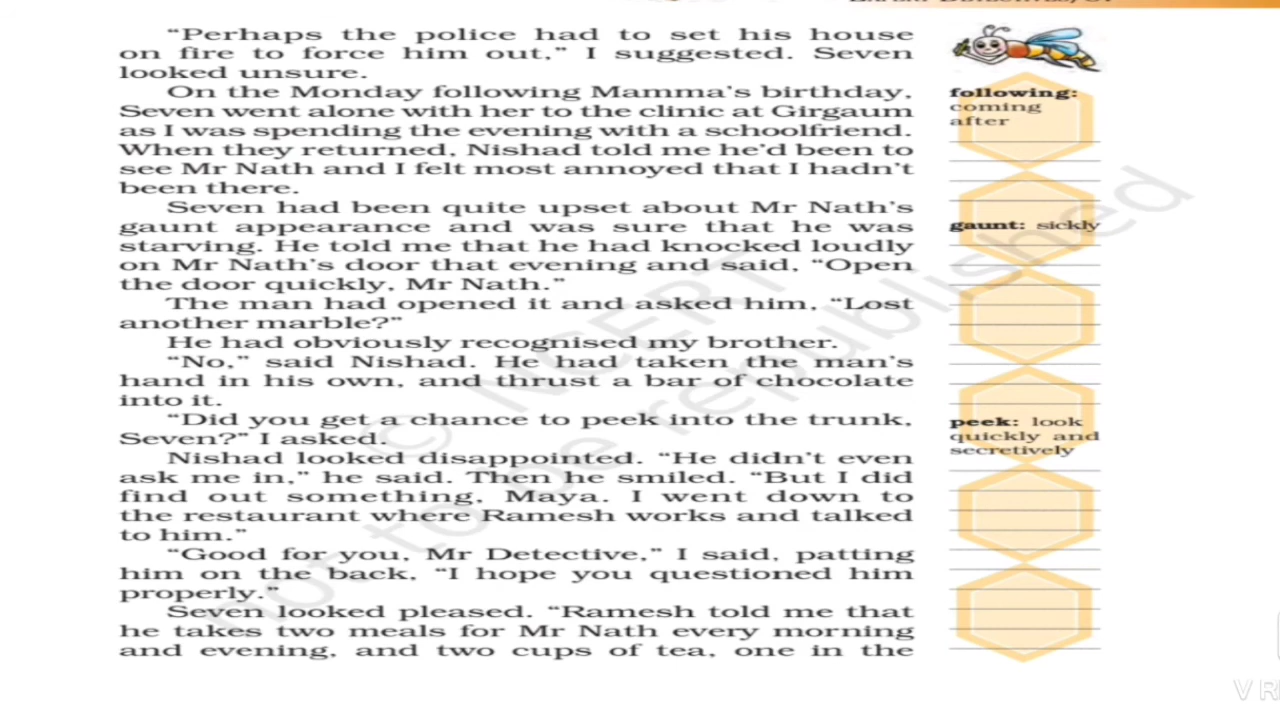 "Perhaps the police had to set his house
on fire to force him out," I suggested. Seven
looked unsure.
On the Monday following Mamma's birthday,
Seven went alone with her to the clinic at Girgaum
as I was spending the evening with a schoolfriend.
When they returned, Nishad told me he'd been to
see Mr Nath and I felt most annoyed that I hadn't
been there.
Seven had been quite upset about Mr Nath's
gaunt appearance and was sure that he was
starving. He told me that he had knocked loudly
on Mr Nath's door that evening and said, "Open
the door quickly, Mr Nath."
The man had opened it and asked him, "Lost
another marble?"
He had obviously recognised my brother.
"No," said Nishad. He had taken the man's
hand in his own, and thrust a bar of chocolate
into it.
"Did you get a chance to peek into the trunk,
Seven?" I asked.
Nishad looked disappointed. "He didn't even
ask me in," he said. Then he smiled. "But I did
find out something, Maya. I went down to
the restaurant where Ramesh works and talked
to him."
"Good for you, Mr Detective," I said, patting
him on the back, "I hope you questioned him
properly."
Seven looked pleased. "Ramesh told me that
he takes two meals for Mr Nath every morning
and evening, and two cups of tea, one in the
following:
coming
after
gaunt: sickly
peek: look
quickly and
secretively
© NCERT
not to be republished